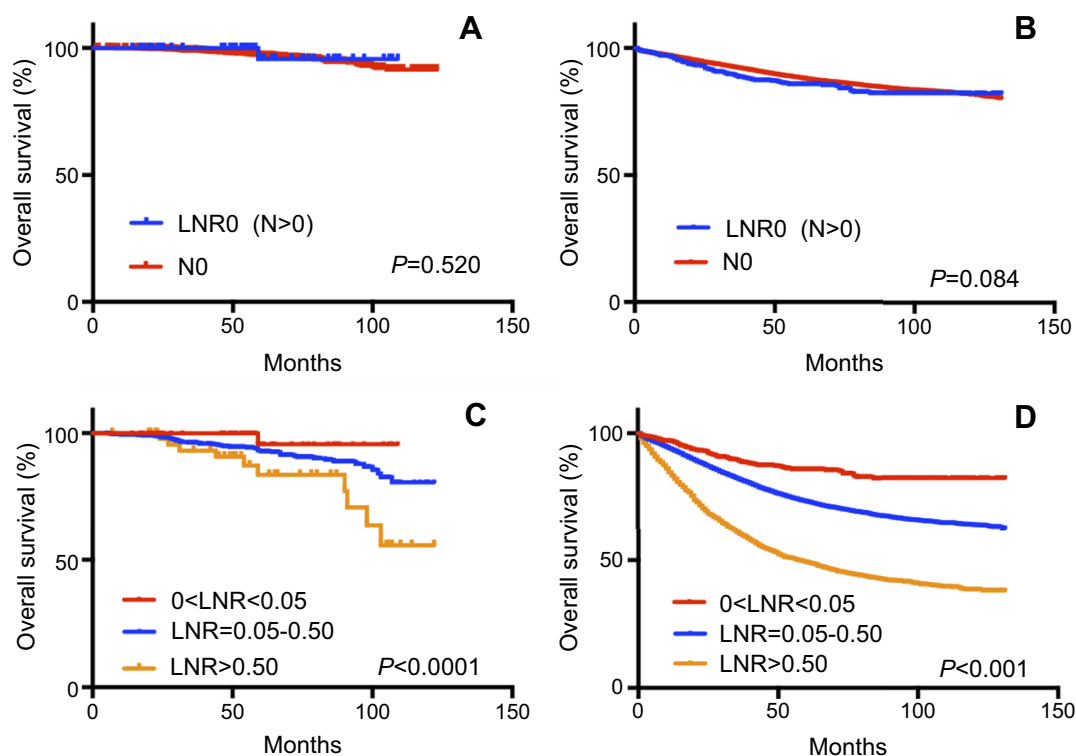 A
Overall survival (%)
100
50
0
LNR0 (N>0)
N0
P=0.520
0 50 100 150
Months
B
Overall survival (%)
100
50
0
LNR0 (N>0)
N0
P=0.084
0 50 100 150
Months
C
Overall survival (%)
100
50
0
0<LNR<0.05
LNR=0.05-0.50
LNR>0.50
P<0.0001
0 50 100 150
Months
D
Overall survival (%)
100
50
0
0<LNR<0.05
LNR=0.05-0.50
LNR>0.50
P<0.001
0 50 100 150
Months